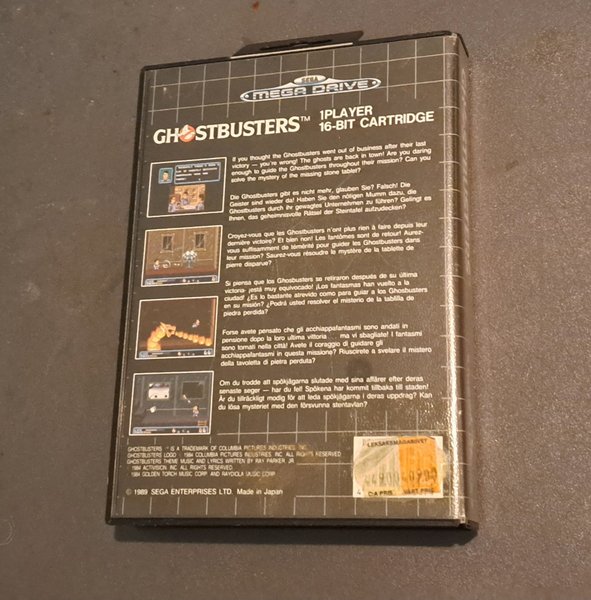 SEGA
MEGA DRIVE
GHOSTBUSTERS™ 1 PLAYER
16-BIT CARTRIDGE
If you thought the Ghostbusters went out of business after their last
victory — you're wrong! The ghosts are back in town! Are you daring
enough to guide the Ghostbusters throughout their mission? Can you
solve the mystery of the missing stone tablet?
Die Ghostbusters gibt es nicht mehr, glauben Sie? Falsch! Die
Geister sind wieder da! Haben Sie den nötigen Mumm dazu, die
Ghostbusters durch ihr gewagtes Unternehmen zu führen? Gelingt es
Ihnen, das geheimnisvolle Rätsel der Steintafel aufzudecken?
Croyez-vous que les Ghostbusters n'ont plus rien à faire depuis leur
dernière victoire? Et bien non! Les fantômes sont de retour! Aurez-
vous suffisamment de témérité pour guider les Ghostbusters dans
leur mission? Saurez-vous résoudre le mystère de la tablette de
pierre disparue?
Si piensa que los Ghosbusters se retiraron después de su última
victoria- ¡está muy equivocado! ¡Los fantasmas han vuelto a la
ciudad! ¿Es lo bastante atrevido como para guiar a los Ghostbusters
en su misión? ¿Podrá usted resolver el misterio de la tablilla de
piedra perdida?
Forse avete pensato che gli acchiappafantasmi sono andati in
pensione dopo la loro ultima vittoria . . . ma vi sbagliate! I fantasmi
sono tornati nella città! Avete il coraggio di guidare gli
acchiappafantasmi in questa missione? Riuscirete a svelare il mistero
della tavoletta di pietra perduta?
Om du trodde att spökjägarna slutade med sina affärer efter deras
senaste seger — har du fel! Spökena har kommit tillbaka till staden!
Är du tillräckligt modig för att leda spökjägarna i deras uppdrag? Kan
du lösa mysteriet med den försvunna stentavlan?
GHOSTBUSTERS ™ IS A TRADEMARK OF COLUMBIA PICTURES INDUSTRIES, INC.
GHOSTBUSTERS LOGO © 1984 COLUMBIA PICTURES INDUSTRIES, INC. ALL RIGHTS RESERVED
GHOSTBUSTERS THEME MUSIC AND LYRICS WRITTEN BY RAY PARKER, JR.
1984 ACTIVISION, INC. ALL RIGHTS RESERVED.
1984 GOLDEN TORCH MUSIC CORP. AND RAYDIOLA MUSIC CORP.
© 1989 SEGA ENTERPRISES LTD. Made in Japan
LEKSAKSMAGASINET
4 CA PRIS VÅRT PRIS